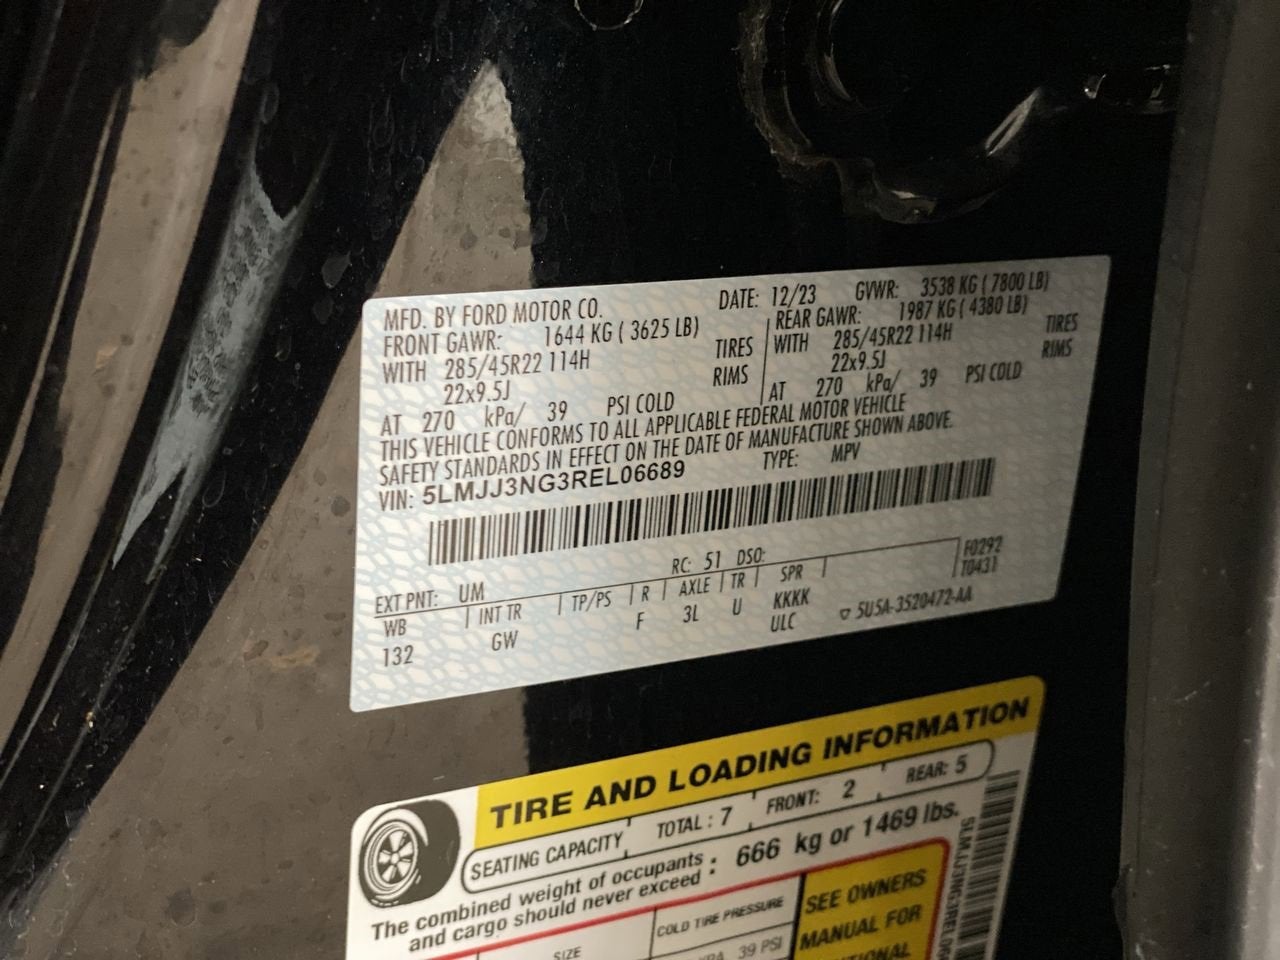 MFD. BY FORD MOTOR CO. DATE: 12/23 GVWR: 3538 KG ( 7800 LB)
FRONT GAWR: 1644 KG ( 3625 LB) REAR GAWR: 1987 KG ( 4380 LB)
WITH 285/45R22 114H TIRES WITH 285/45R22 114H TIRES
22x9.5J RIMS 22x9.5J RIMS
AT 270 kPa/ 39 PSI COLD AT 270 kPa/ 39 PSI COLD
THIS VEHICLE CONFORMS TO ALL APPLICABLE FEDERAL MOTOR VEHICLE
SAFETY STANDARDS IN EFFECT ON THE DATE OF MANUFACTURE SHOWN ABOVE.
VIN: 5LMJJ3NG3REL06689 TYPE: MPV
EXT PNT: UM RC: 51 DSO: F0292
WB INT TR TP/PS R AXLE TR SPR T0431
132 GW F 3L U KKKK
ULC ▽ 5U5A-3520472-AA
TIRE AND LOADING INFORMATION
SEATING CAPACITY TOTAL : 7 FRONT: 2 REAR: 5
The combined weight of occupants : 666 kg or 1469 lbs.
and cargo should never exceed :
SIZE COLD TIRE PRESSURE SEE OWNERS
39 PSI MANUAL FOR